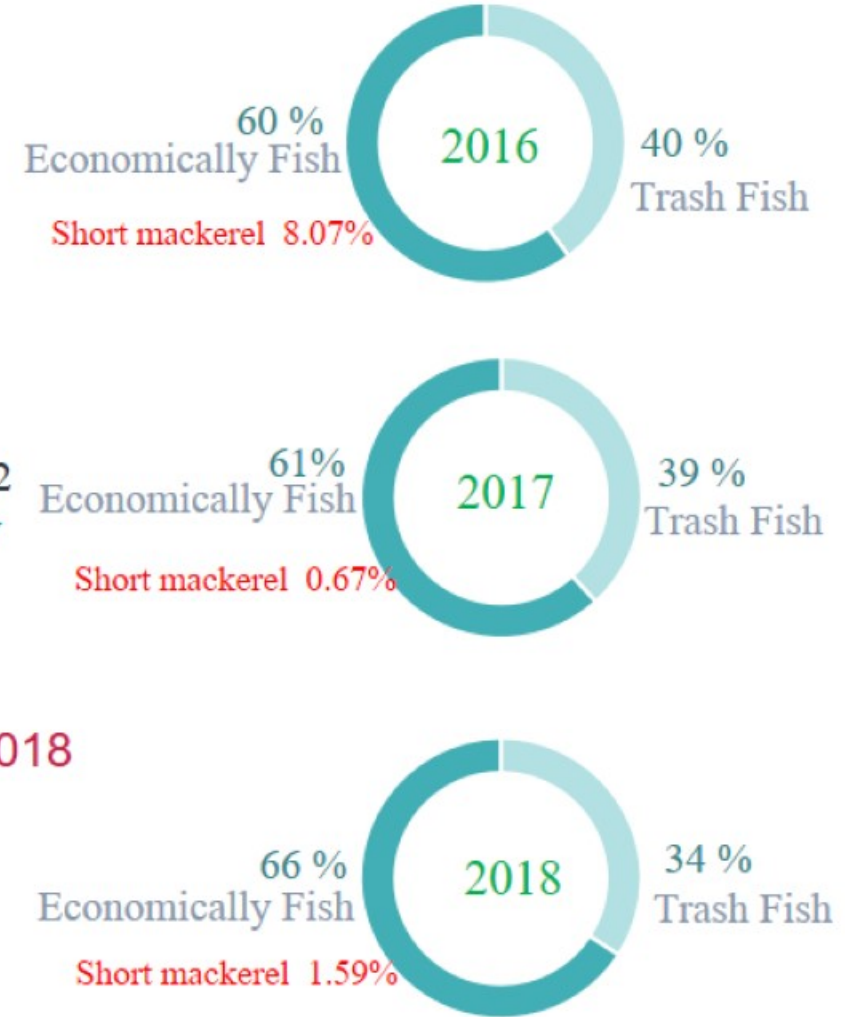 60 %
Economically Fish
2016
40 %
Trash Fish
Short mackerel 8.07%
2
61%
Economically Fish
2017
39 %
Trash Fish
Short mackerel 0.67%
018
66 %
Economically Fish
2018
34 %
Trash Fish
Short mackerel 1.59%